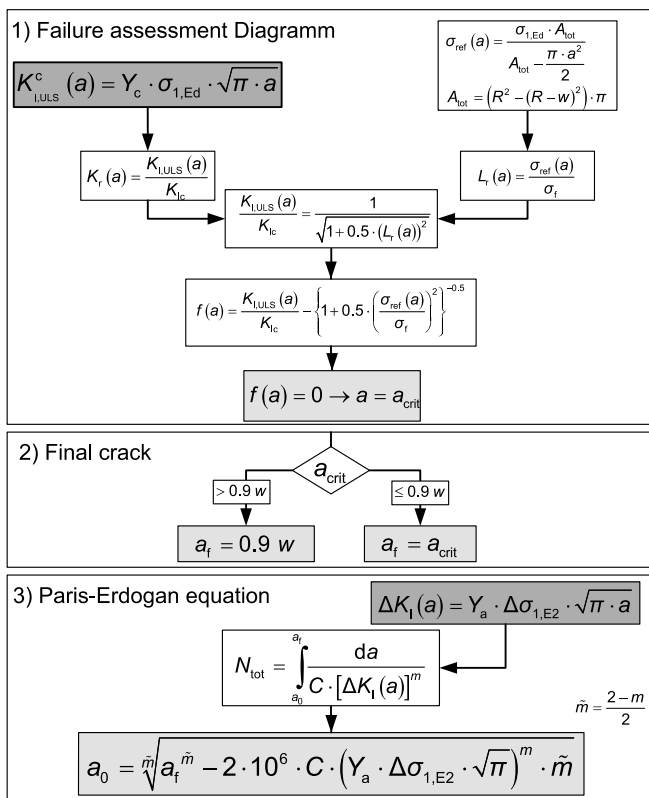 1) Failure assessment Diagramm
σ_ref (a) = (σ_1,Ed · A_tot) / (A_tot − (π · a²)/2)
A_tot = (R² − (R − w)²) · π
K^c_I,ULS (a) = Y_c · σ_1,Ed · √(π · a)
K_r (a) = K_I,ULS (a) / K_Ic
L_r (a) = σ_ref (a) / σ_f
K_I,ULS (a) / K_Ic = 1 / √(1 + 0.5 · (L_r (a))²)
f (a) = K_I,ULS (a) / K_Ic − {1 + 0.5 · (σ_ref (a) / σ_f)²}^−0.5
f (a) = 0 → a = a_crit
2) Final crack
a_crit
> 0.9 w
≤ 0.9 w
a_f = 0.9 w
a_f = a_crit
3) Paris-Erdogan equation
ΔK_I (a) = Y_a · Δσ_1,E2 · √(π · a)
N_tot = ∫_a_0^a_f da / (C · [ΔK_I (a)]^m)
m̃ = (2 − m) / 2
a_0 = ^m̃√(a_f^m̃ − 2 · 10⁶ · C · (Y_a · Δσ_1,E2 · √π)^m · m̃)